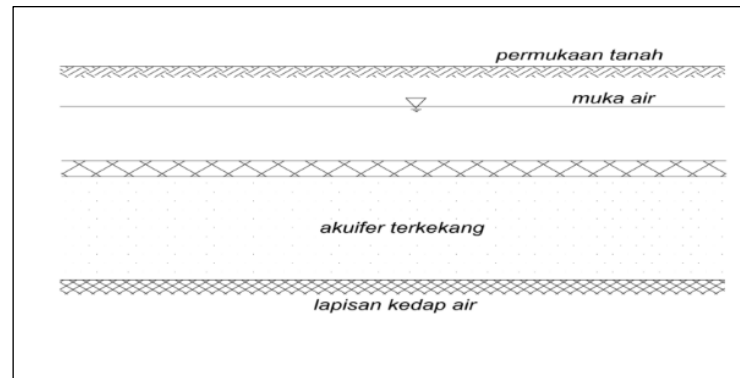 permukaan tanah
muka air
akuifer terkekang
lapisan kedap air